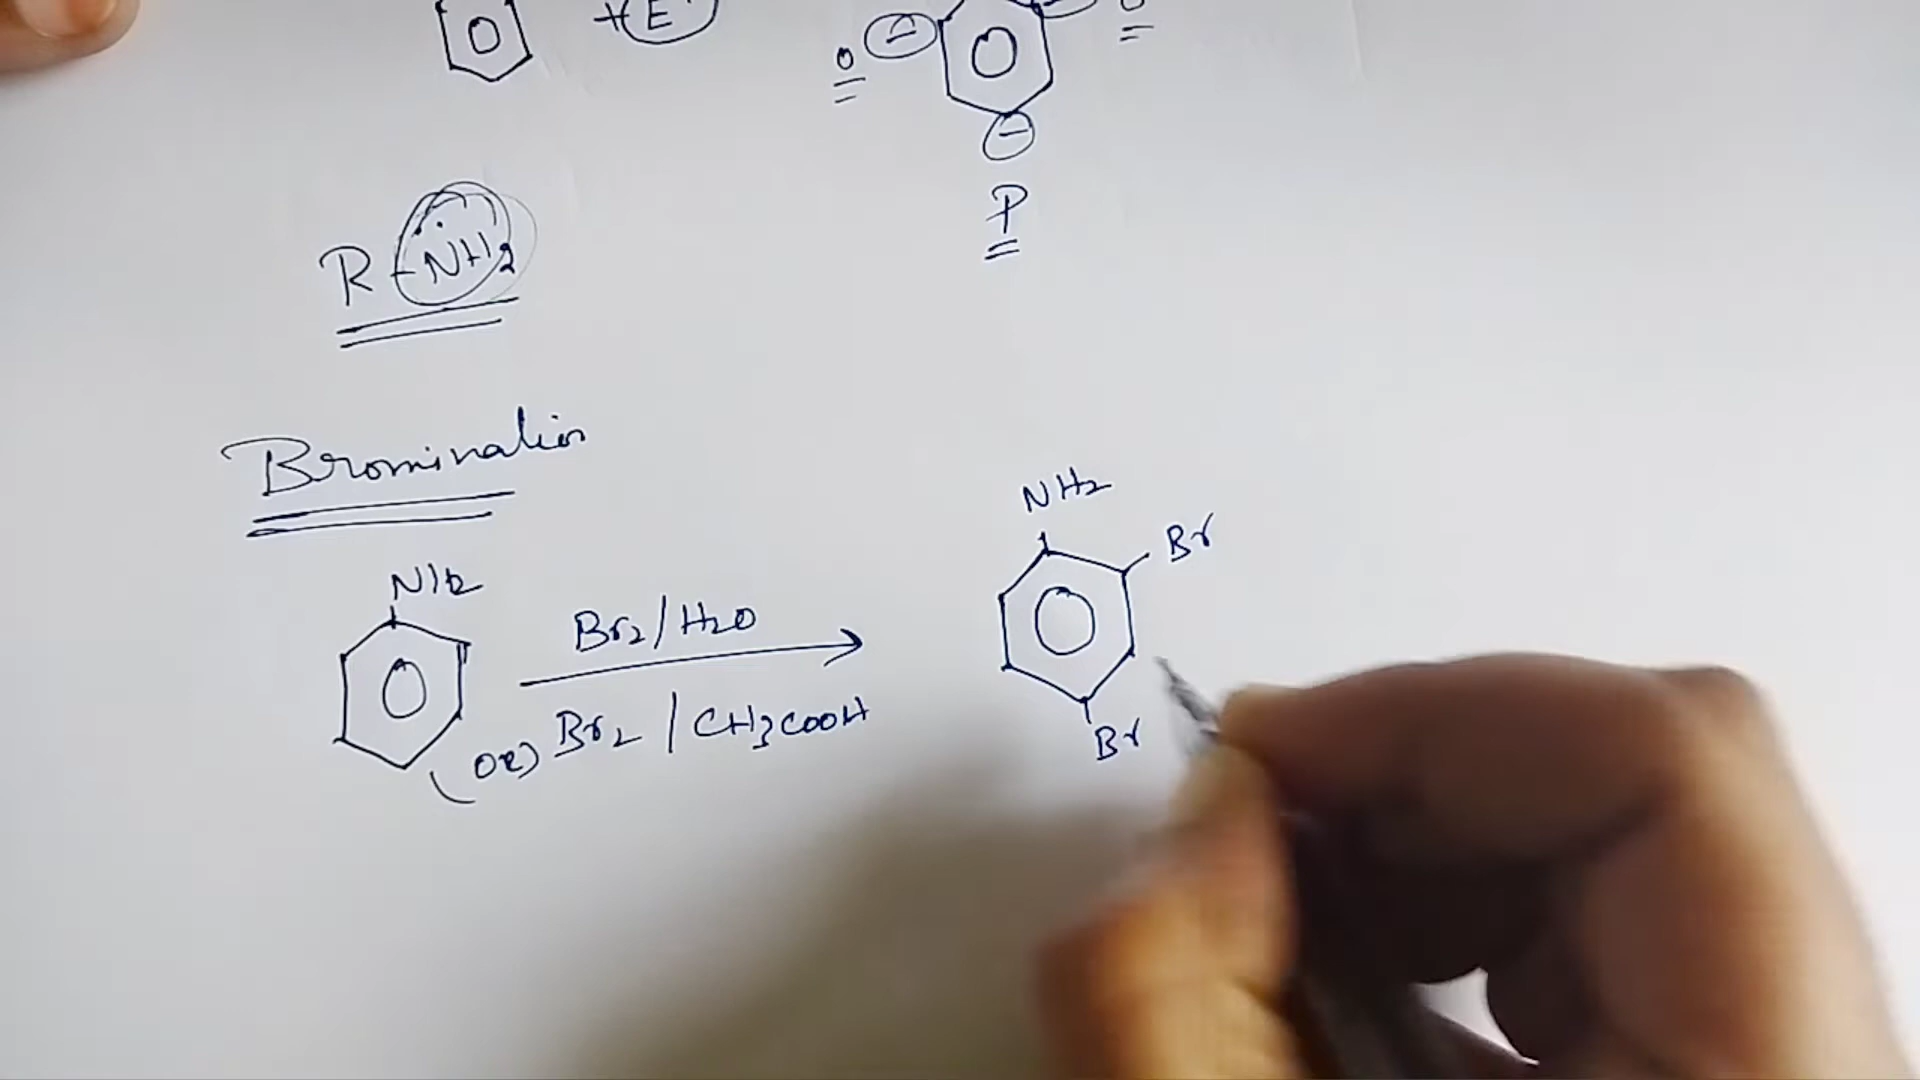 + E+
O O
P
R-NH2
Bromination
NH2 Br2/H2O NH2 Br
(OR) Br2 / CH3COOH Br